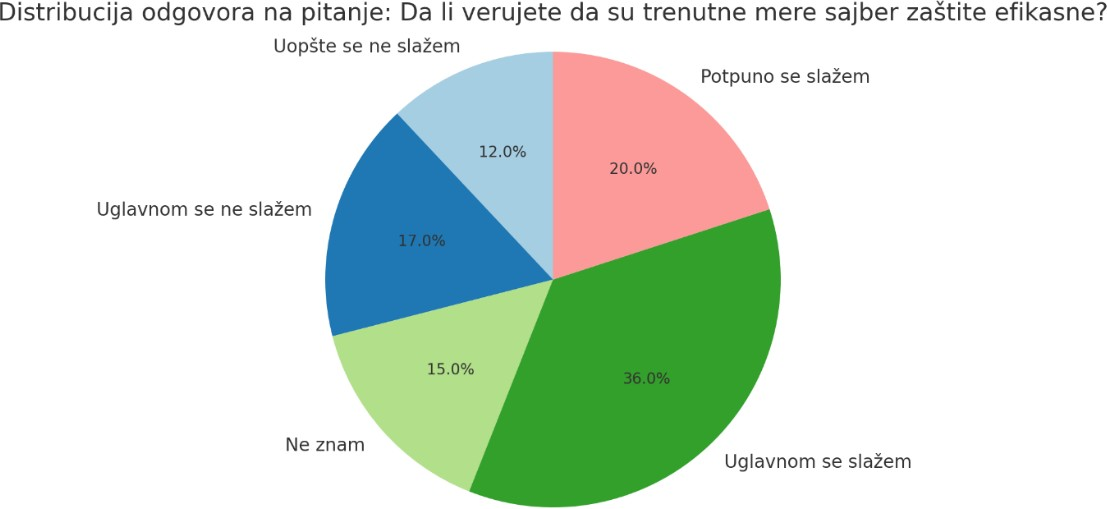 Distribucija odgovora na pitanje: Da li verujete da su trenutne mere sajber zaštite efikasne?
Uopšte se ne slažem
Potpuno se slažem
12.0%
20.0%
Uglavnom se ne slažem
17.0%
15.0%
36.0%
Ne znam
Uglavnom se slažem